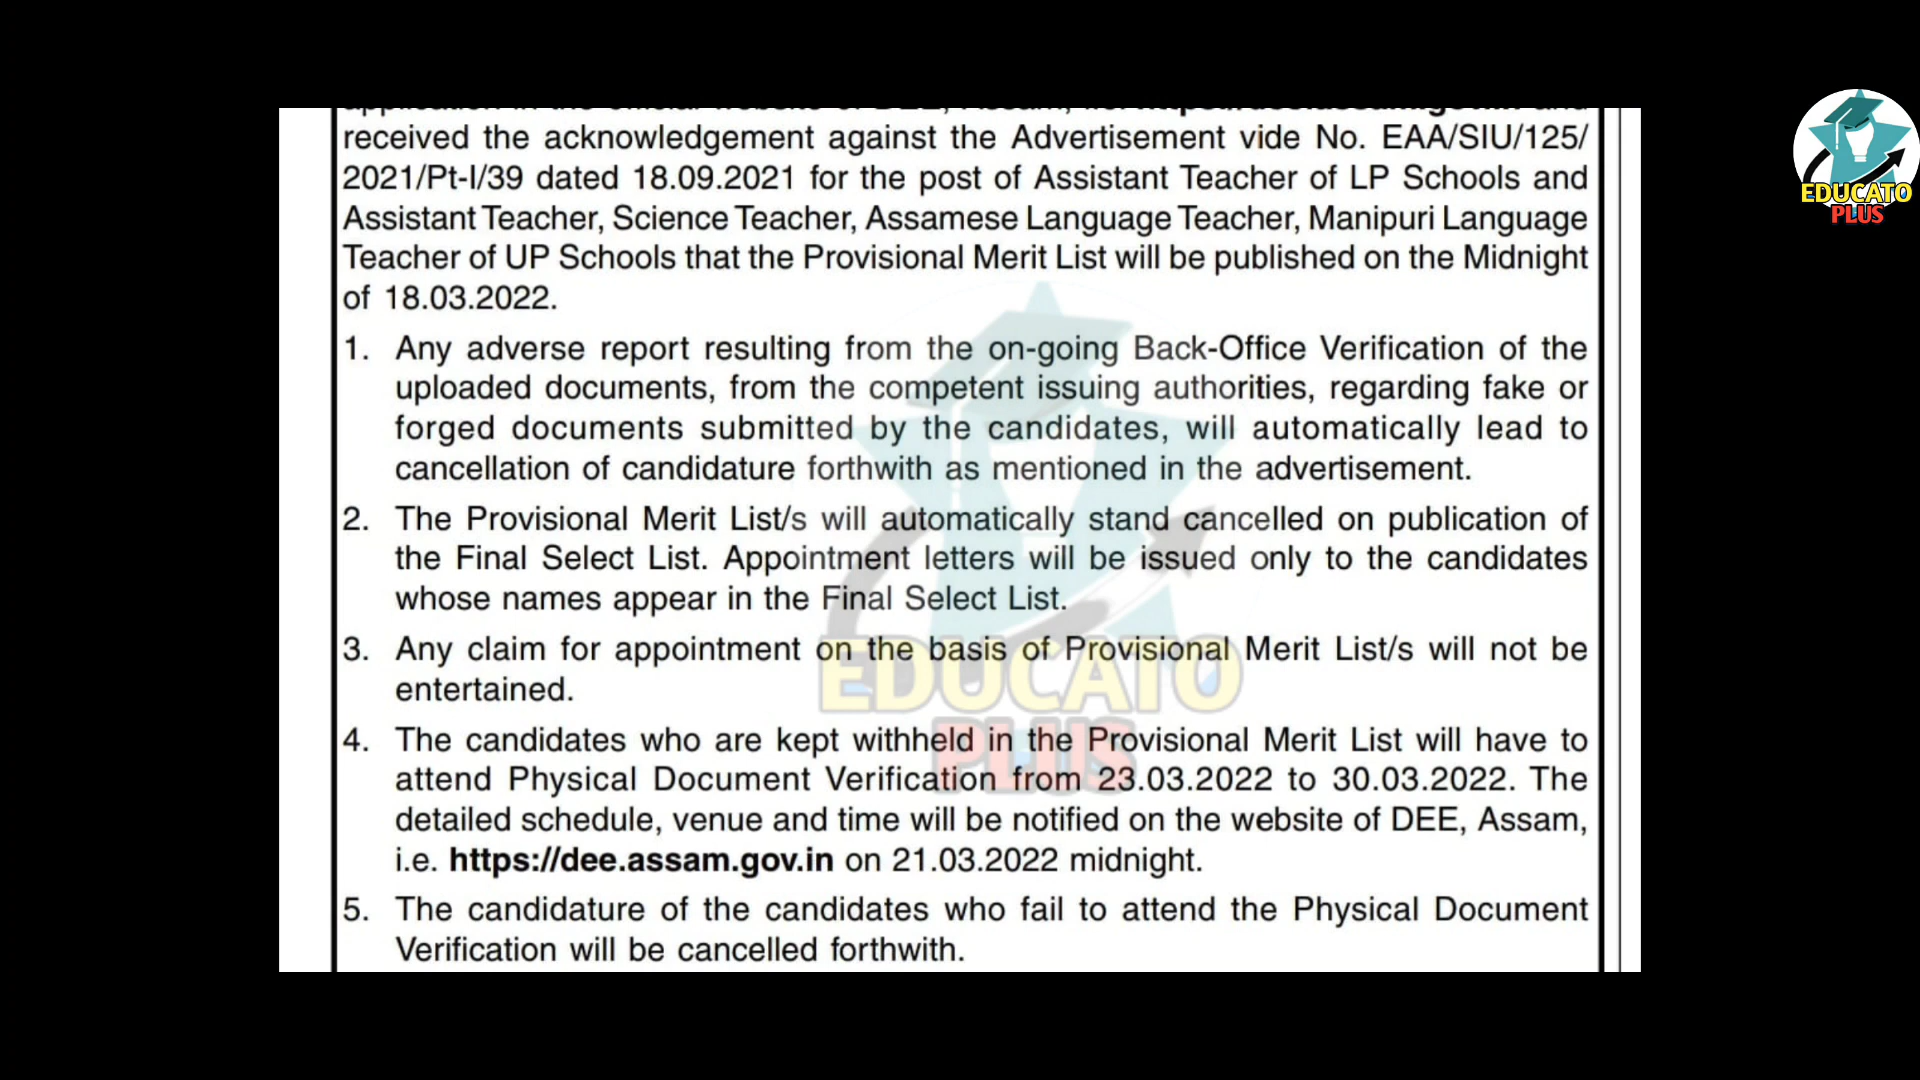 received the acknowledgement against the Advertisement vide No. EAA/SIU/125/
2021/Pt-I/39 dated 18.09.2021 for the post of Assistant Teacher of LP Schools and
Assistant Teacher, Science Teacher, Assamese Language Teacher, Manipuri Language
Teacher of UP Schools that the Provisional Merit List will be published on the Midnight
of 18.03.2022.
1. Any adverse report resulting from the on-going Back-Office Verification of the
uploaded documents, from the competent issuing authorities, regarding fake or
forged documents submitted by the candidates, will automatically lead to
cancellation of candidature forthwith as mentioned in the advertisement.
2. The Provisional Merit List/s will automatically stand cancelled on publication of
the Final Select List. Appointment letters will be issued only to the candidates
whose names appear in the Final Select List.
3. Any claim for appointment on the basis of Provisional Merit List/s will not be
entertained.
4. The candidates who are kept withheld in the Provisional Merit List will have to
attend Physical Document Verification from 23.03.2022 to 30.03.2022. The
detailed schedule, venue and time will be notified on the website of DEE, Assam,
i.e. https://dee.assam.gov.in on 21.03.2022 midnight.
5. The candidature of the candidates who fail to attend the Physical Document
Verification will be cancelled forthwith.
EDUCATO
PLUS
EDUCATO
PLUS